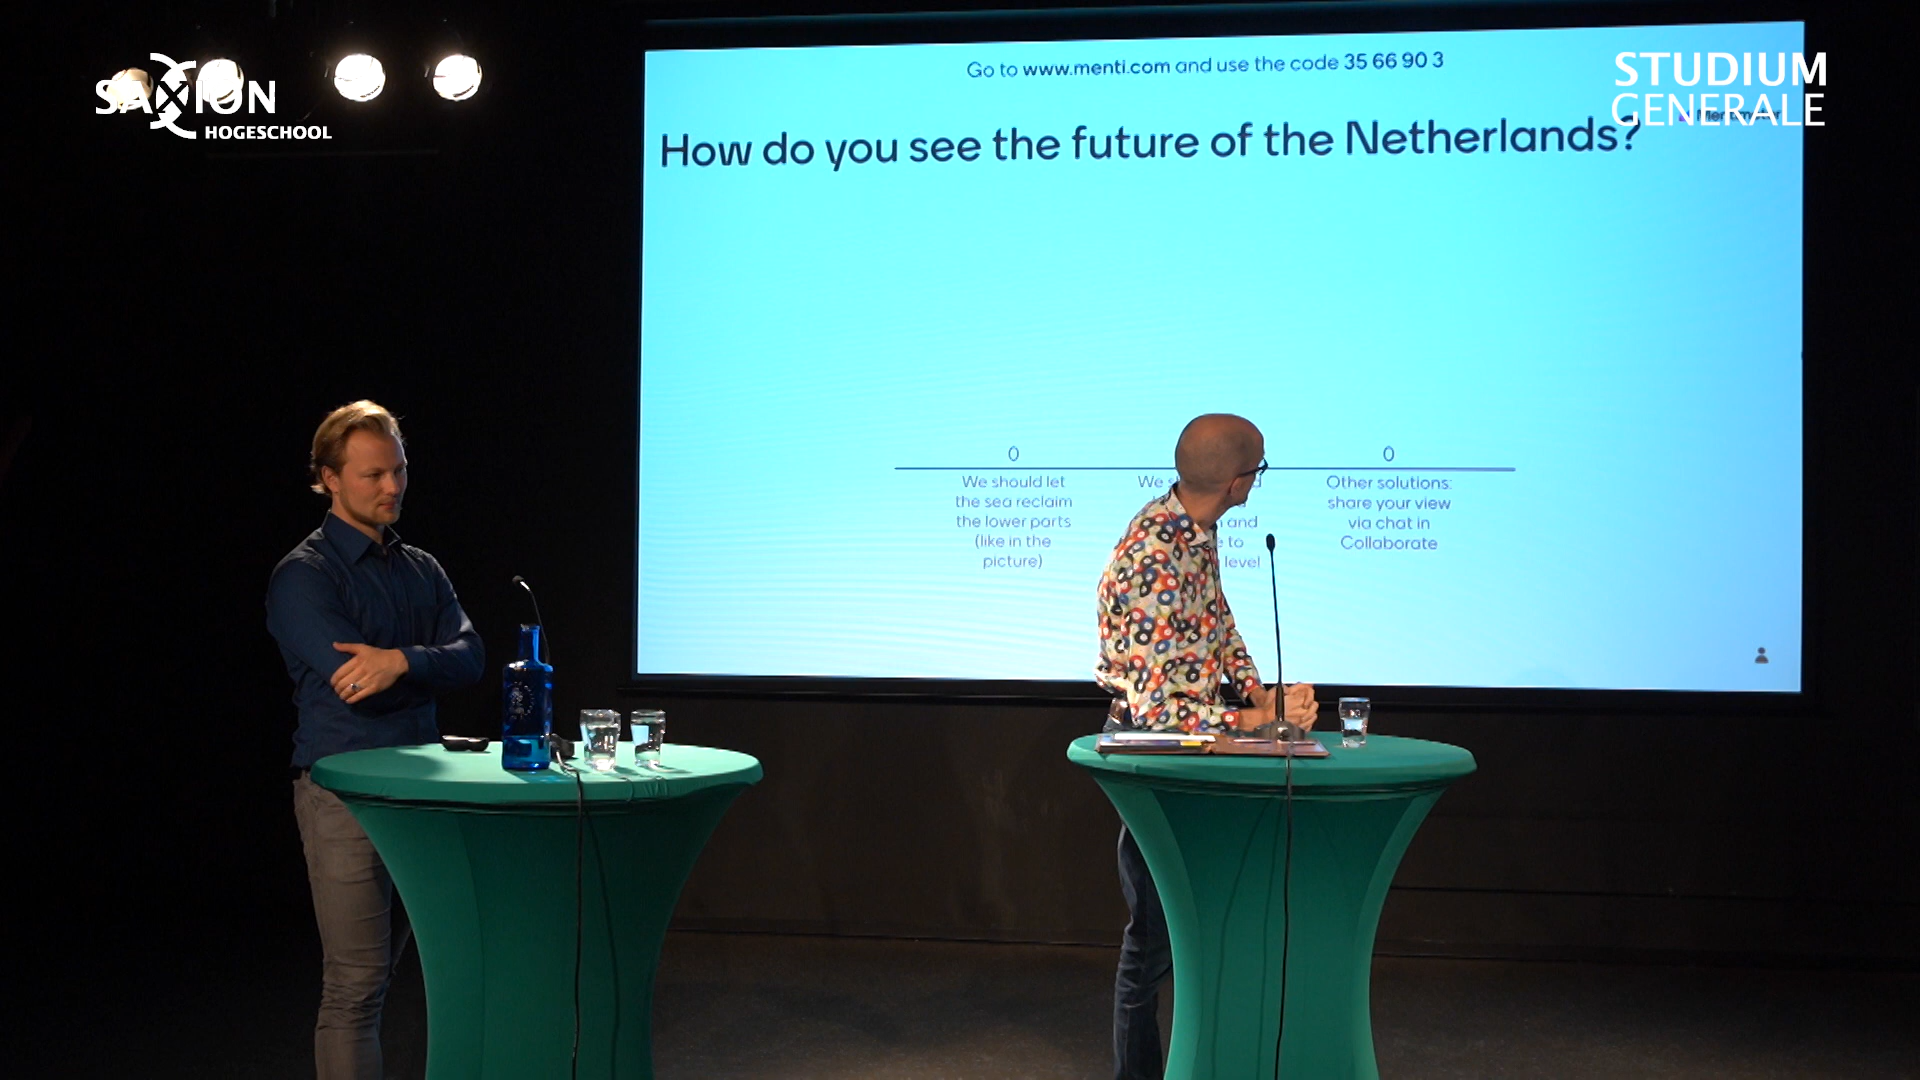 SAXION
HOGESCHOOL
STUDIUM
GENERALE
Go to www.menti.com and use the code 35 66 90 3
How do you see the future of the Netherlands?
0
We should let
the sea reclaim
the lower parts
(like in the
picture)
We
and
to
level
0
Other solutions:
share your view
via chat in
Collaborate